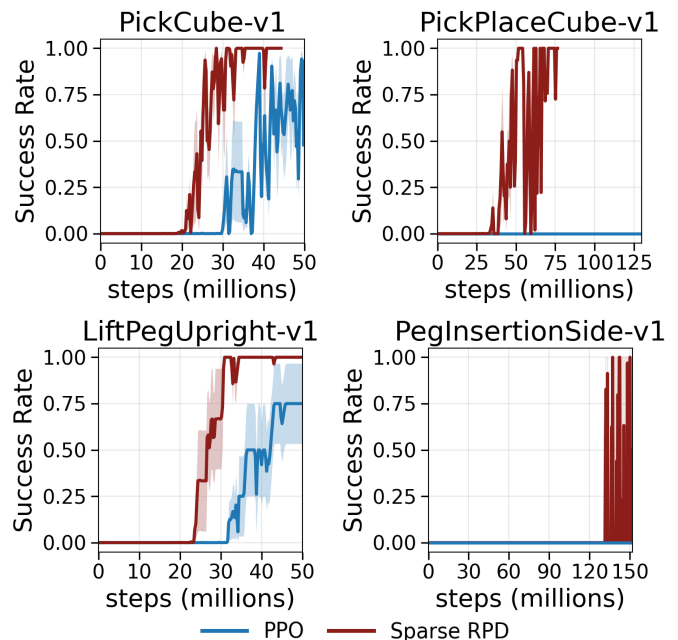 PickCube-v1
PickPlaceCube-v1
Success Rate
1.00
0.75
0.50
0.25
0.00
0 10 20 30 40 50
steps (millions)
Success Rate
1.00
0.75
0.50
0.25
0.00
0 25 50 75 100 125
steps (millions)
LiftPegUpright-v1
PegInsertionSide-v1
Success Rate
1.00
0.75
0.50
0.25
0.00
0 10 20 30 40 50
steps (millions)
Success Rate
1.00
0.75
0.50
0.25
0.00
0 30 60 90 120 150
steps (millions)
PPO Sparse RPD